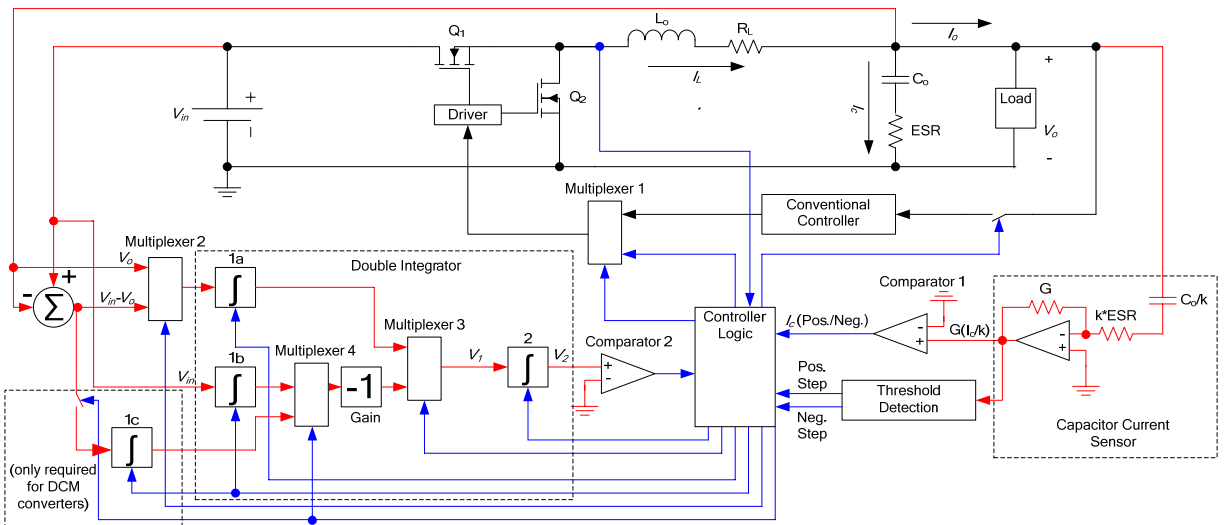 Lo
RL
Io
Q1
IL
Co
Q2
Ic
ESR
Load
+
Vo
-
Vin
+
-
Driver
Multiplexer 1
Conventional
Controller
Multiplexer 2
Vo
+
-
Σ
Vin-Vo
Double Integrator
1a
∫
Multiplexer 3
V1
2
∫
V2
Comparator 2
+
-
Controller
Logic
Comparator 1
Ic (Pos./Neg.)
-
+
G(Ic/k)
G
Co/k
k*ESR
-
+
Capacitor Current
Sensor
Pos.
Step
Neg.
Step
Threshold
Detection
Vin
1b
∫
Multiplexer 4
-1
Gain
1c
∫
(only required
for DCM
converters)